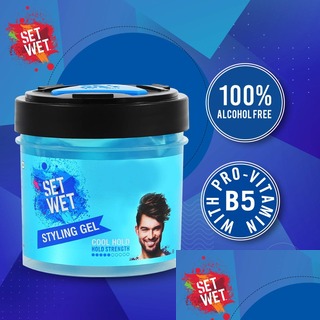 SET
WET
100%
ALCOHOL FREE
WET
SET
WET
STYLING GEL
COOL HOLD
HOLD STRENGTH
WITH PRO-VITAMIN
B5
SET
WET